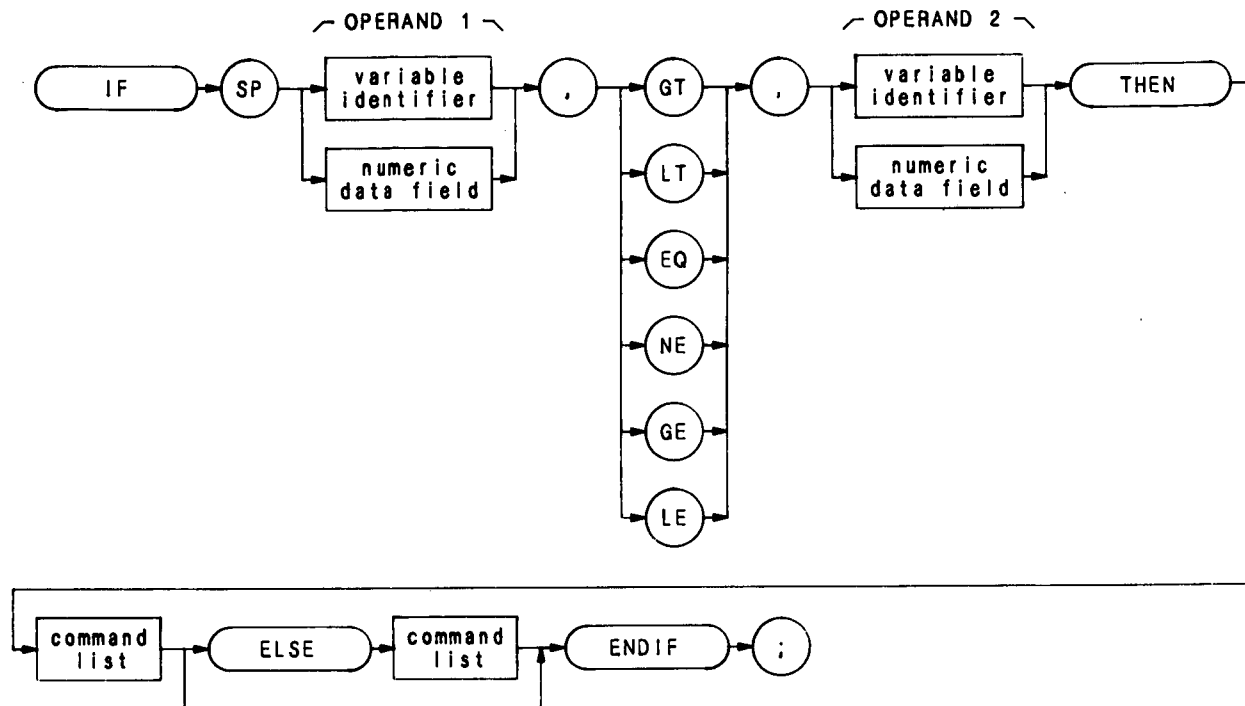 OPERAND 1
OPERAND 2
IF
SP
variable
identifier
numeric
data field
,
GT
LT
EQ
NE
GE
LE
,
variable
identifier
numeric
data field
THEN
command
list
ELSE
command
list
ENDIF
;